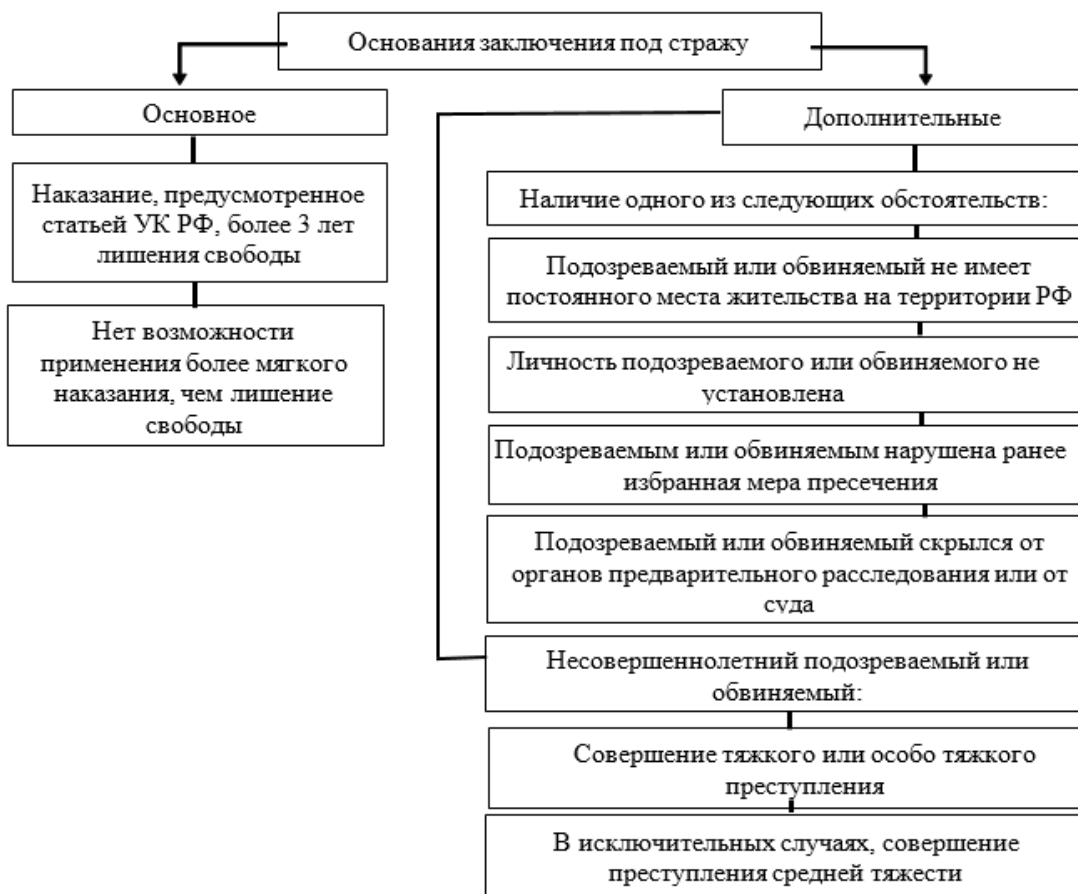 Основания заключения под стражу
Основное
Наказание, предусмотренное
статьей УК РФ, более 3 лет
лишения свободы
Нет возможности
применения более мягкого
наказания, чем лишение
свободы
Дополнительные
Наличие одного из следующих обстоятельств:
Подозреваемый или обвиняемый не имеет
постоянного места жительства на территории РФ
Личность подозреваемого или обвиняемого не
установлена
Подозреваемым или обвиняемым нарушена ранее
избранная мера пресечения
Подозреваемый или обвиняемый скрылся от
органов предварительного расследования или от
суда
Несовершеннолетний подозреваемый или
обвиняемый:
Совершение тяжкого или особо тяжкого
преступления
В исключительных случаях, совершение
преступления средней тяжести